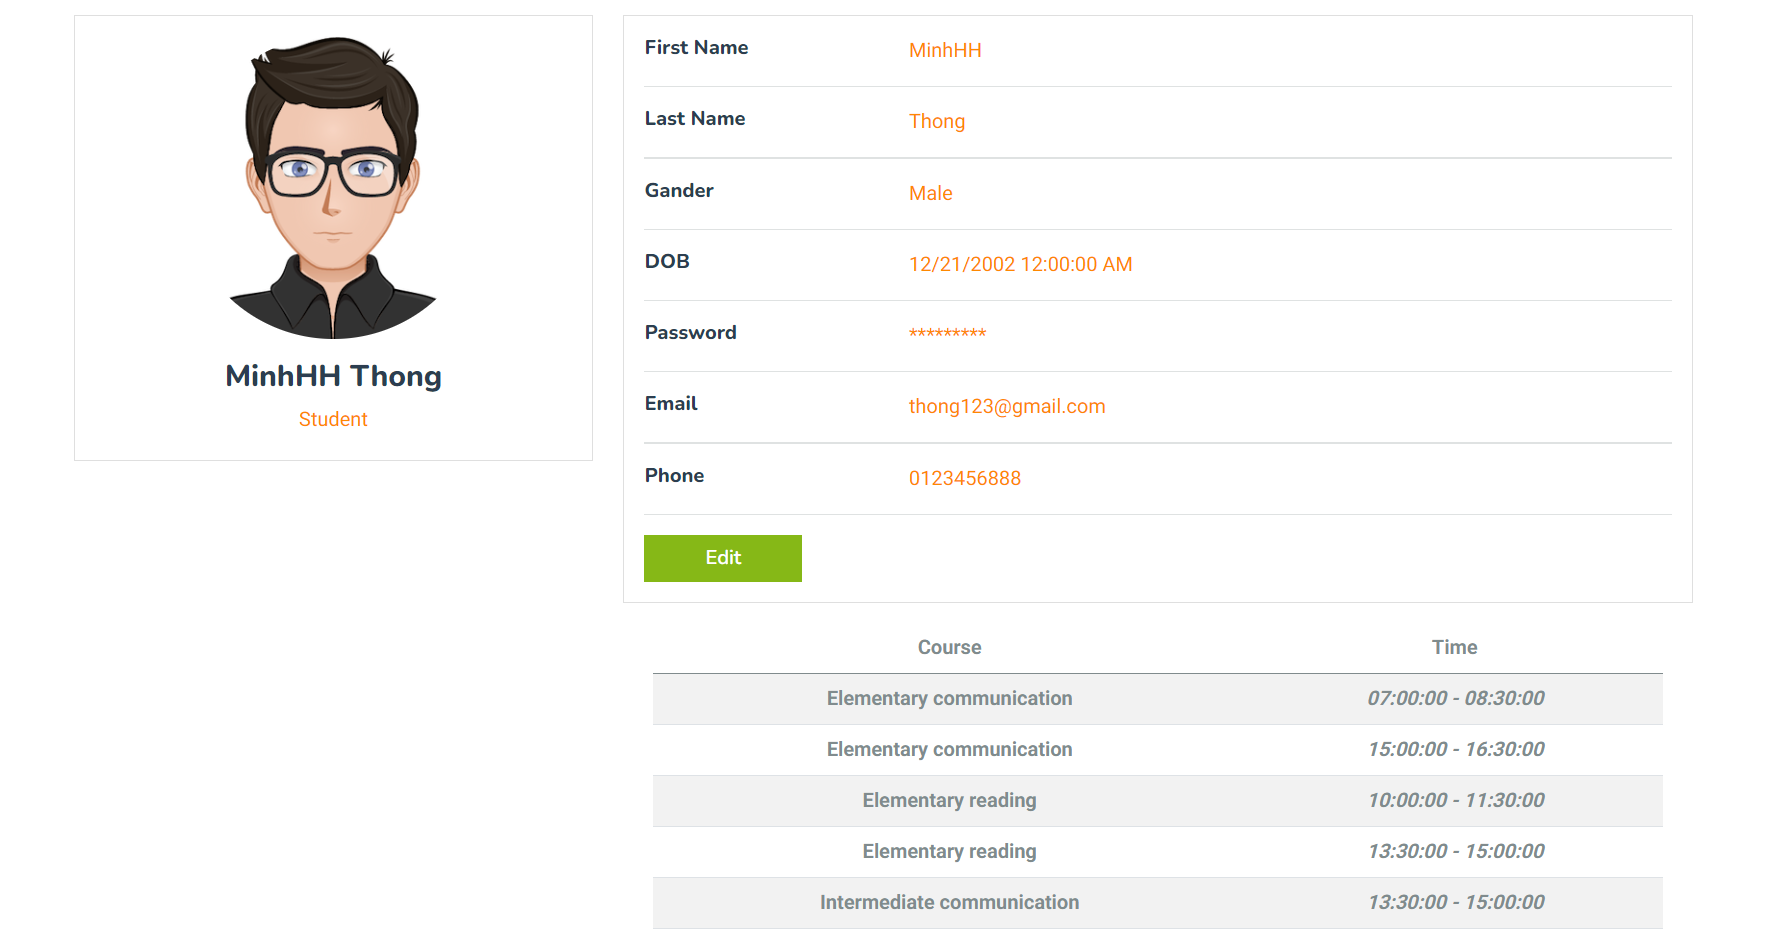 MinhHH Thong
Student
First Name MinhHH
Last Name Thong
Gander Male
DOB 12/21/2002 12:00:00 AM
Password *********
Email thong123@gmail.com
Phone 0123456888
Edit
Course Time
Elementary communication 07:00:00 - 08:30:00
Elementary communication 15:00:00 - 16:30:00
Elementary reading 10:00:00 - 11:30:00
Elementary reading 13:30:00 - 15:00:00
Intermediate communication 13:30:00 - 15:00:00